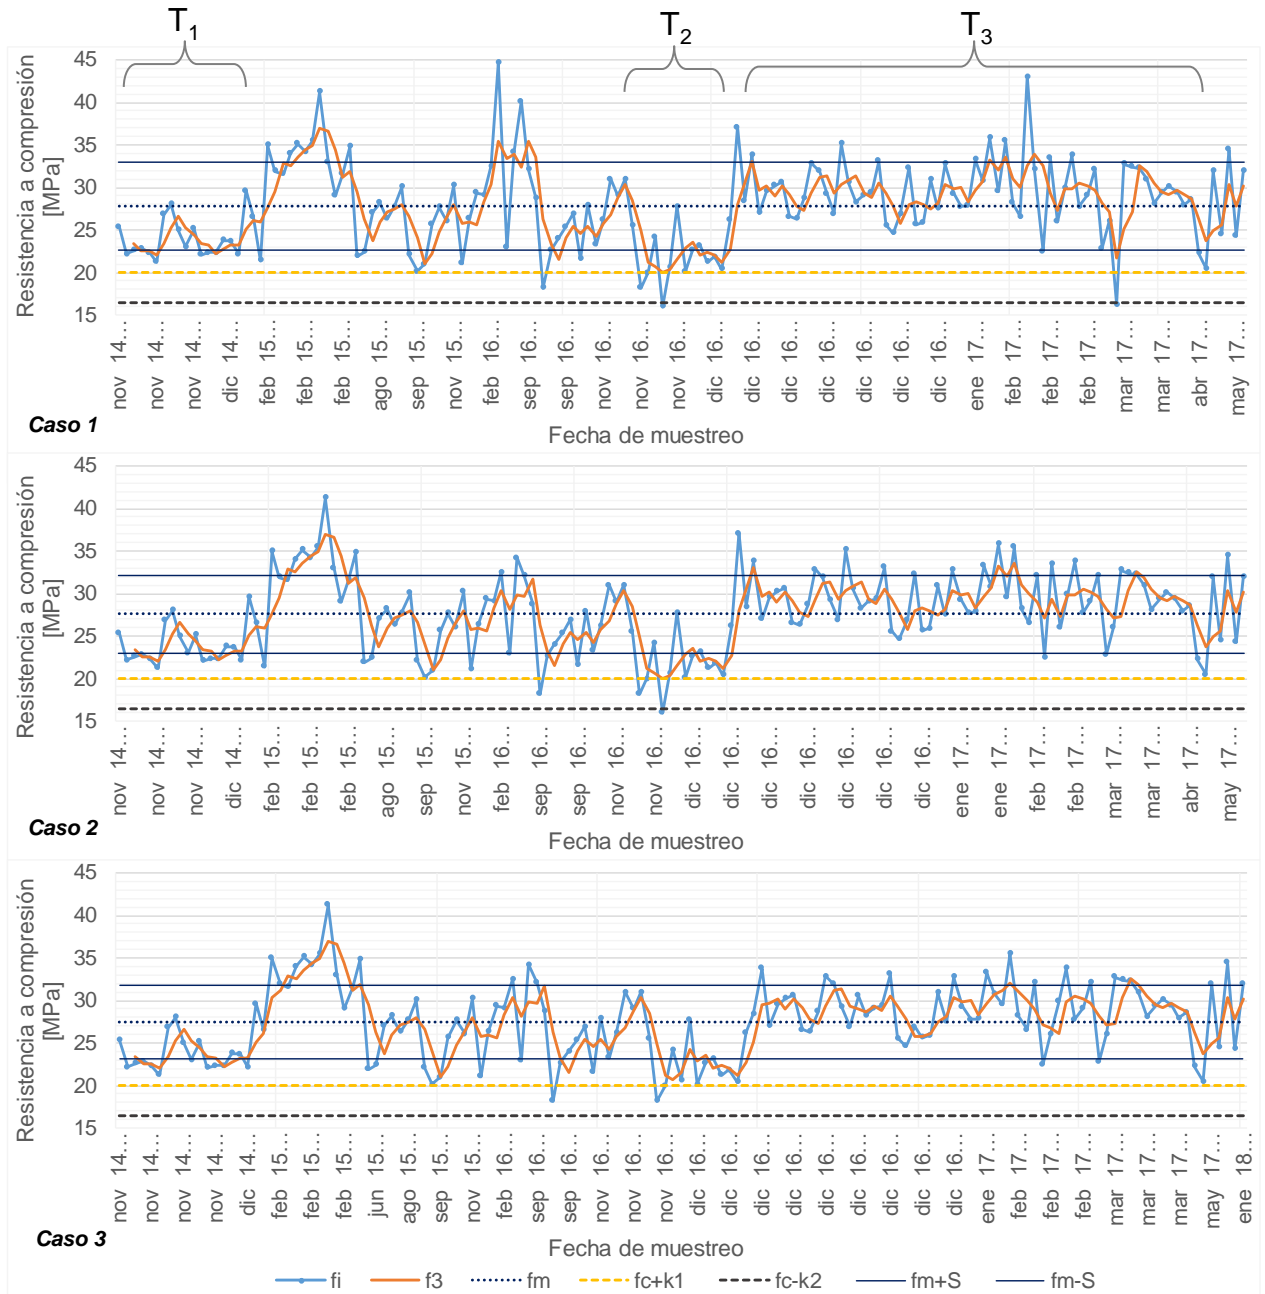 T1
T2
T3
Resistencia a compresión
[MPa]
45
40
35
30
25
20
15
nov 14…
nov 14…
nov 14…
dic 14…
feb 15…
feb 15…
feb 15…
ago 15…
sep 15…
nov 15…
feb 16…
sep 16…
sep 16…
nov 16…
nov 16…
nov 16…
dic 16…
dic 16…
dic 16…
dic 16…
dic 16…
dic 16…
dic 16…
ene 17…
feb 17…
feb 17…
feb 17…
mar 17…
mar 17…
abr 17…
may 17…
Caso 1
Fecha de muestreo
Resistencia a compresión
[MPa]
45
40
35
30
25
20
15
nov 14…
nov 14…
nov 14…
dic 14…
feb 15…
feb 15…
feb 15…
ago 15…
sep 15…
nov 15…
feb 16…
sep 16…
sep 16…
nov 16…
nov 16…
dic 16…
dic 16…
dic 16…
dic 16…
dic 16…
dic 16…
dic 16…
ene 17…
ene 17…
feb 17…
feb 17…
mar 17…
mar 17…
abr 17…
may 17…
Caso 2
Fecha de muestreo
Resistencia a compresión
[MPa]
45
40
35
30
25
20
15
nov 14…
nov 14…
nov 14…
nov 14…
dic 14…
feb 15…
feb 15…
feb 15…
jun 15…
ago 15…
sep 15…
nov 15…
feb 16…
sep 16…
sep 16…
nov 16…
nov 16…
nov 16…
dic 16…
dic 16…
dic 16…
dic 16…
dic 16…
dic 16…
dic 16…
dic 16…
dic 16…
ene 17…
feb 17…
feb 17…
feb 17…
mar 17…
mar 17…
mar 17…
may 17…
ene 18…
Caso 3
Fecha de muestreo
fi f3 fm fc+k1 fc-k2 fm+S fm-S